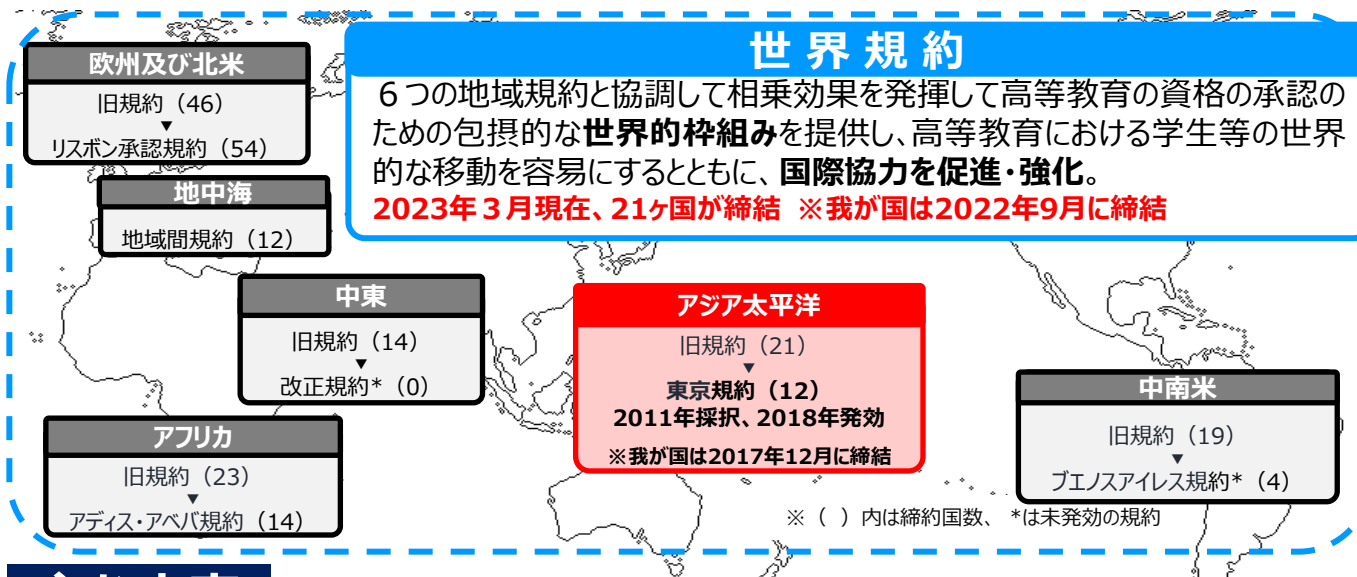 世界規約
６つの地域規約と協調して相乗効果を発揮して高等教育の資格の承認の
ための包摂的な世界的枠組みを提供し、高等教育における学生等の世界
的な移動を容易にするとともに、国際協力を促進・強化。
2023年３月現在、21ヶ国が締結 ※我が国は2022年9月に締結
欧州及び北米
旧規約（46）
▼
リスボン承認規約（54）
地中海
地域間規約（12）
中東
旧規約（14）
▼
改正規約*（0）
アフリカ
旧規約（23）
▼
アディス・アベバ規約（14）
アジア太平洋
旧規約（21）
▼
東京規約（12）
2011年採択、2018年発効
※我が国は2017年12月に締結
中南米
旧規約（19）
▼
ブエノスアイレス規約*（4）
※（ ）内は締約国数、 *は未発効の規約